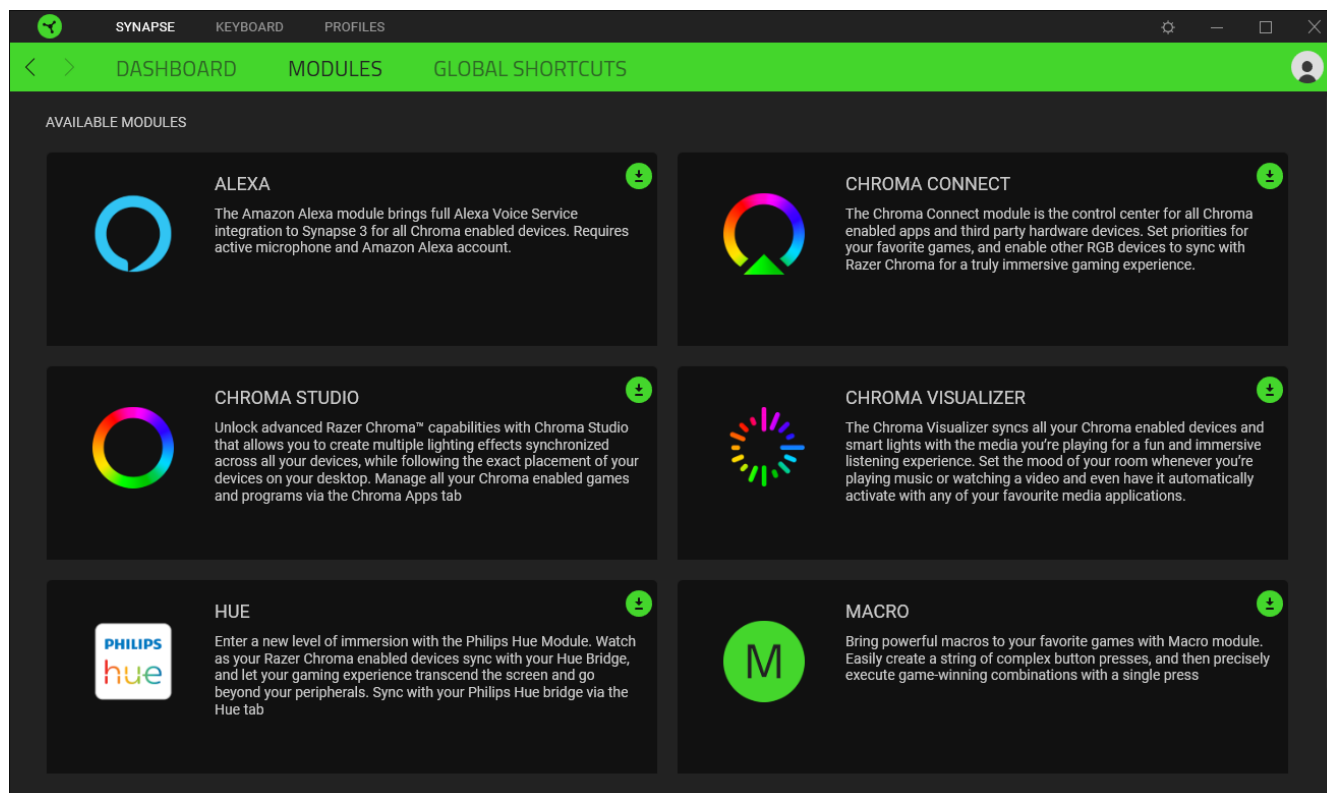 SYNAPSE KEYBOARD PROFILES
DASHBOARD MODULES GLOBAL SHORTCUTS
AVAILABLE MODULES
ALEXA
The Amazon Alexa module brings full Alexa Voice Service
integration to Synapse 3 for all Chroma enabled devices. Requires
active microphone and Amazon Alexa account.
CHROMA CONNECT
The Chroma Connect module is the control center for all Chroma
enabled apps and third party hardware devices. Set priorities for
your favorite games, and enable other RGB devices to sync with
Razer Chroma for a truly immersive gaming experience.
CHROMA STUDIO
Unlock advanced Razer Chroma™ capabilities with Chroma Studio
that allows you to create multiple lighting effects synchronized
across all your devices, while following the exact placement of your
devices on your desktop. Manage all your Chroma enabled games
and programs via the Chroma Apps tab
CHROMA VISUALIZER
The Chroma Visualizer syncs all your Chroma enabled devices and
smart lights with the media you're playing for a fun and immersive
listening experience. Set the mood of your room whenever you're
playing music or watching a video and even have it automatically
activate with any of your favourite media applications.
PHILIPS
hue
HUE
Enter a new level of immersion with the Philips Hue Module. Watch
as your Razer Chroma enabled devices sync with your Hue Bridge,
and let your gaming experience transcend the screen and go
beyond your peripherals. Sync with your Philips Hue bridge via the
Hue tab
M
MACRO
Bring powerful macros to your favorite games with Macro module.
Easily create a string of complex button presses, and then precisely
execute game-winning combinations with a single press